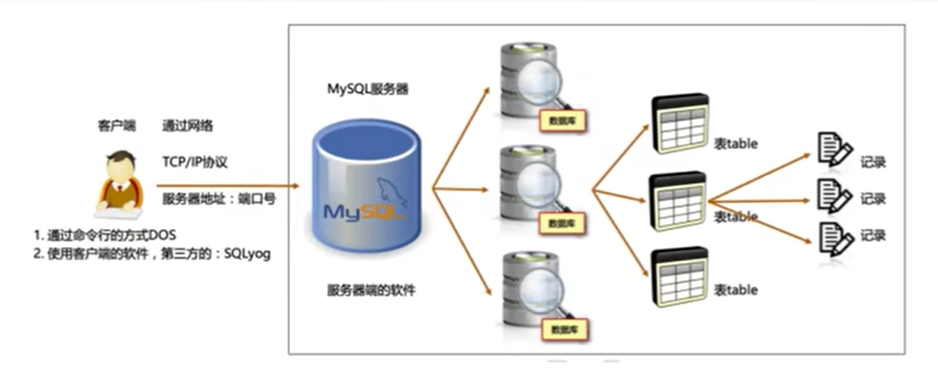 MySQL服务器
客户端 通过网络
TCP/IP协议
服务器地址：端口号
1. 通过命令行的方式DOS
2. 使用客户端的软件，第三方的：SQLyog
MySQL
服务器端的软件
数据库
数据库
数据库
表table
表table
表table
记录
记录
记录